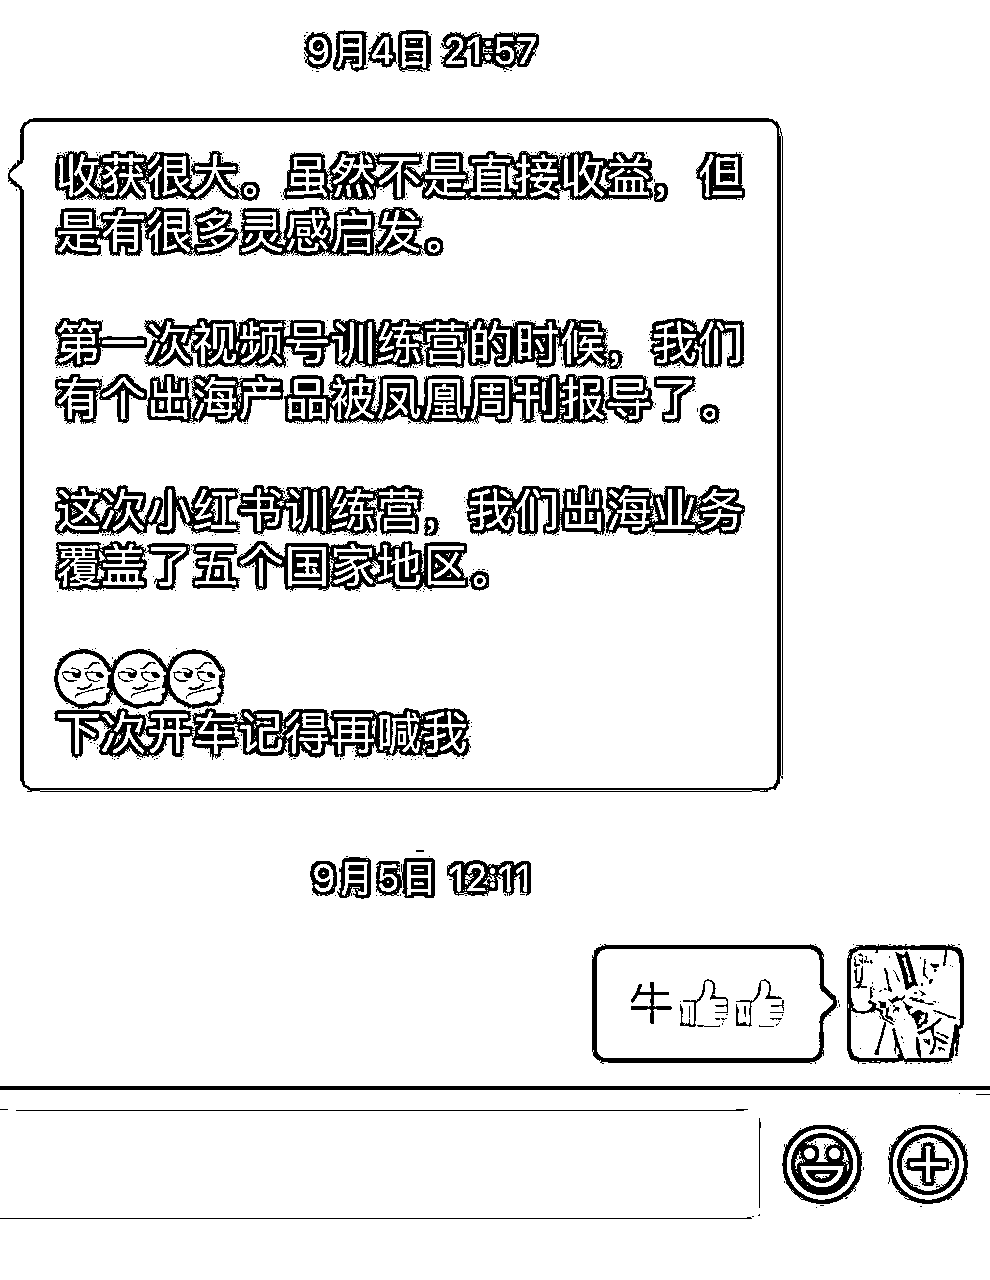 9月4日 21:57
收获很大。虽然不是直接收益，但
是有很多灵感启发。
第一次视频号训练营的时候，我们
有个出海产品被凤凰周刊报导了。
这次小红书训练营，我们出海业务
覆盖了五个国家地区。
下次开车记得再喊我
9月5日 12:11
牛👍👍